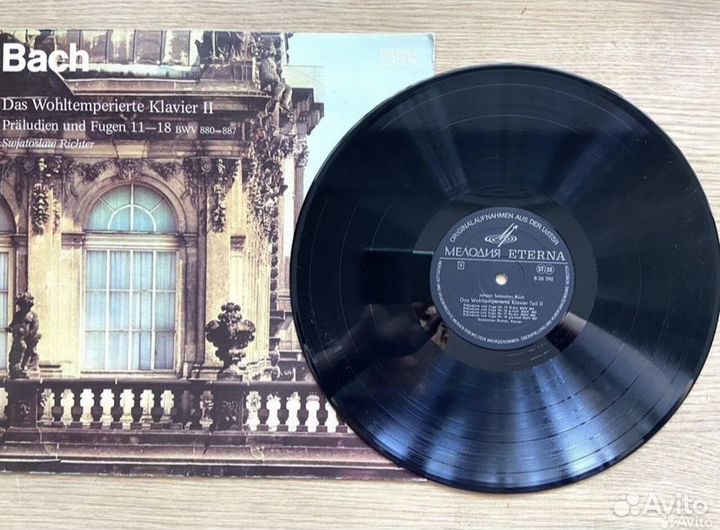 Bach
ETERNA
EDITION
Das Wohltemperierte Klavier II
Präludien und Fugen 11—18 BWV 880—887
Swjatoslaw Richter
ORIGINALAUFNAHMEN AUS DER UdSSR
МЕЛОДИЯ ETERNA
ST 33
8 26 792
Johann Sebastian Bach
Das Wohltemperierte Klavier Teil II
Swjatoslaw Richter, Klavier
Avito
Avito